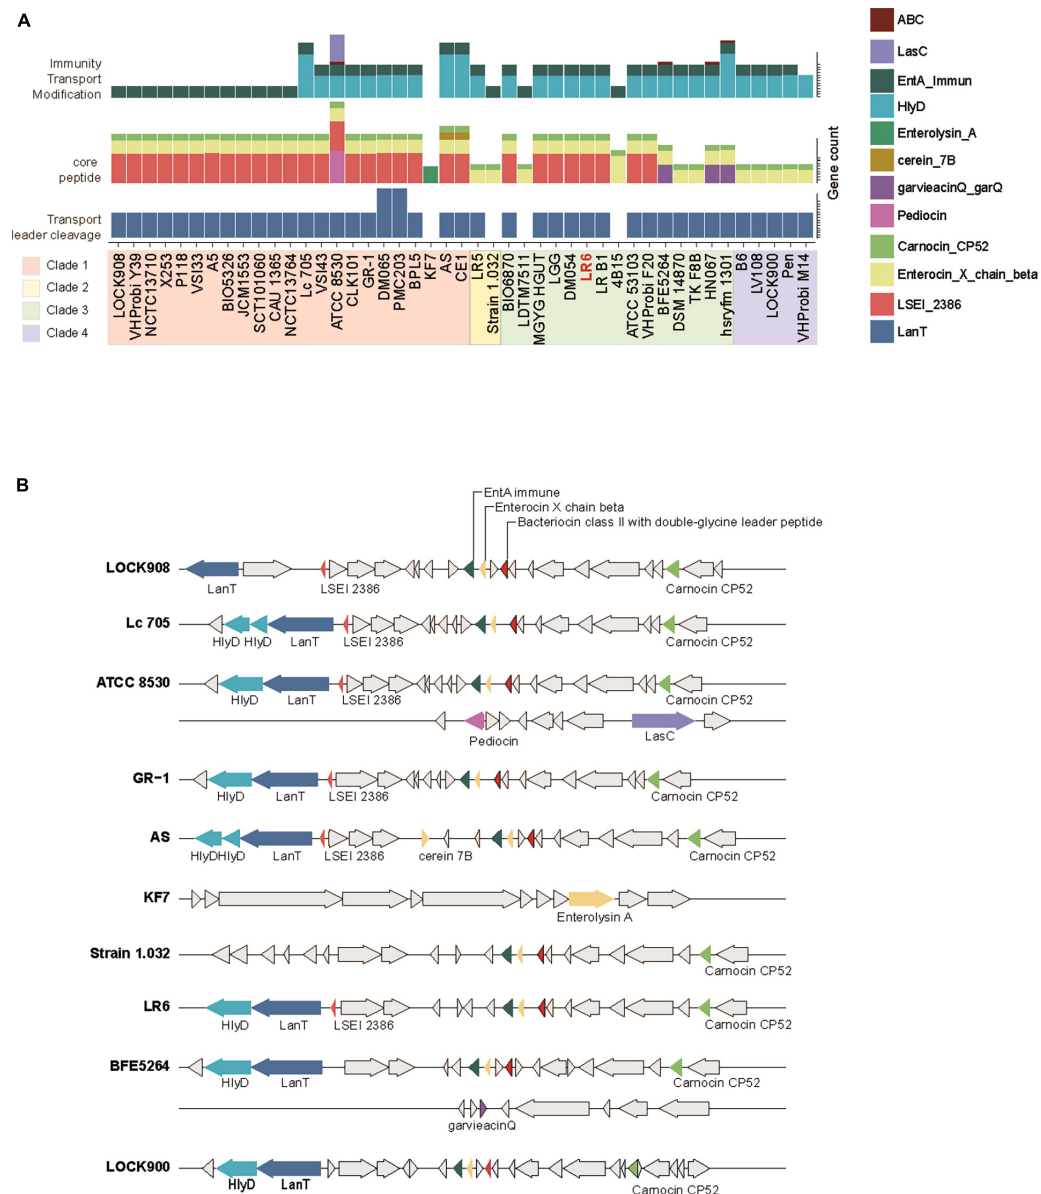 A
Immunity
Transport
Modification
core
peptide
Transport
leader cleavage
Gene count
ABC
LasC
EntA_Immun
HlyD
Enterolysin_A
cerein_7B
garvieacinQ_garQ
Pediocin
Carnocin_CP52
Enterocin_X_chain_beta
LSEI_2386
LanT
Clade 1
Clade 2
Clade 3
Clade 4
LOCK908
VHProbi Y39
NCTC13710
X253
P118
VSI33
A5
BIO5326
JCM1553
SCT101060
CAU 1365
NCTC13764
Lc 705
VSI43
ATCC 8530
CLK101
GR-1
DM065
PMC203
BPL5
KF7
AS
CE1
LR5
Strain 1.032
BIO6870
LDTM7511
MGYG HGUT
LGG
DM054
LR6
LR B1
4B15
ATCC 53103
VHProbi F20
BFE5264
DSM 14870
TK F8B
HN067
hsryfm 1301
B6
LV108
LOCK900
Pen
VHProbi M14
B
EntA immune
Enterocin X chain beta
Bacteriocin class II with double-glycine leader peptide
LOCK908
LanT
LSEI 2386
Carnocin CP52
Lc 705
HlyD HlyD
LanT
LSEI 2386
Carnocin CP52
ATCC 8530
HlyD
LanT
LSEI 2386
Carnocin CP52
Pediocin
LasC
GR-1
HlyD
LanT
LSEI 2386
Carnocin CP52
AS
HlyDHlyD
LanT
LSEI 2386
cerein 7B
Carnocin CP52
KF7
Enterolysin A
Strain 1.032
Carnocin CP52
LR6
HlyD
LanT
LSEI 2386
Carnocin CP52
BFE5264
HlyD
LanT
Carnocin CP52
garvieacinQ
LOCK900
HlyD
LanT
Carnocin CP52